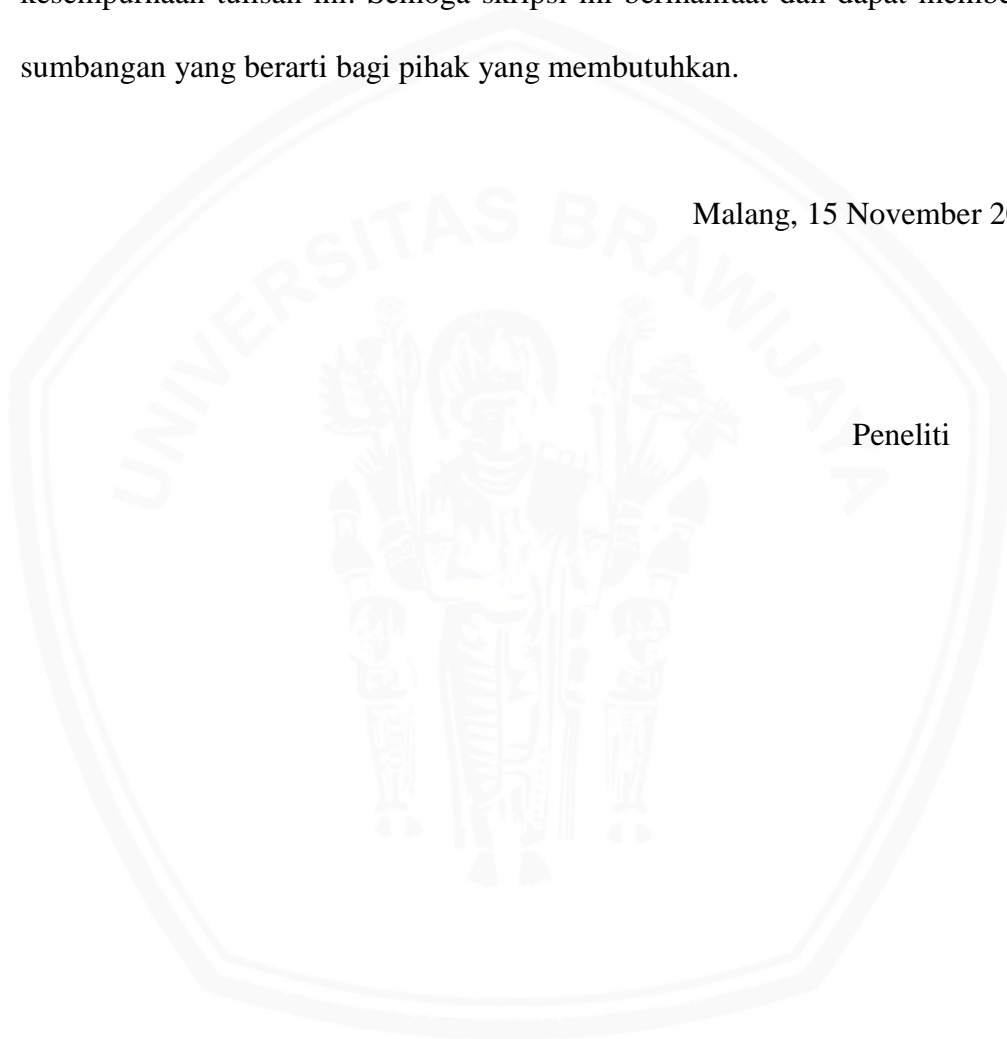 kesempurnaan tulisan ini. Semoga skripsi ini bermanfaat dan dapat
sumbangan yang berarti bagi pihak yang membutuhkan.
Malang, 15 November
UNIVERSITAS BRAWIJAYA
Peneliti